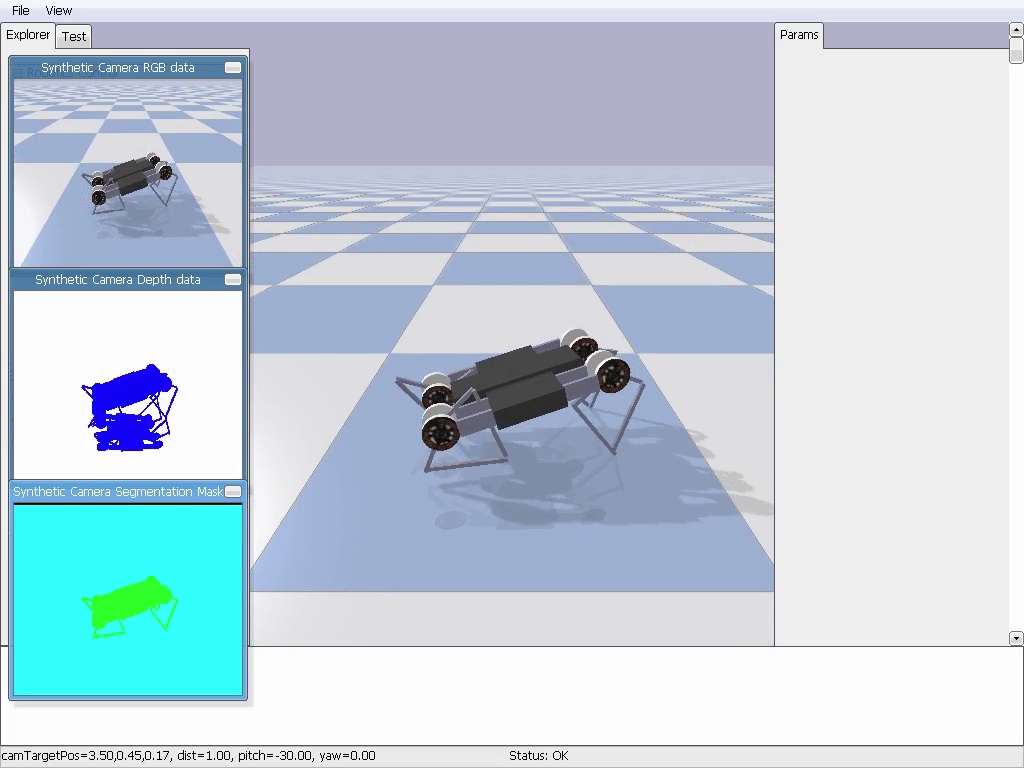 File View
Explorer Test
Params
Synthetic Camera RGB data
Synthetic Camera Depth data
Synthetic Camera Segmentation Mask
camTargetPos=3.50,0.45,0.17, dist=1.00, pitch=-30.00, yaw=0.00
Status: OK